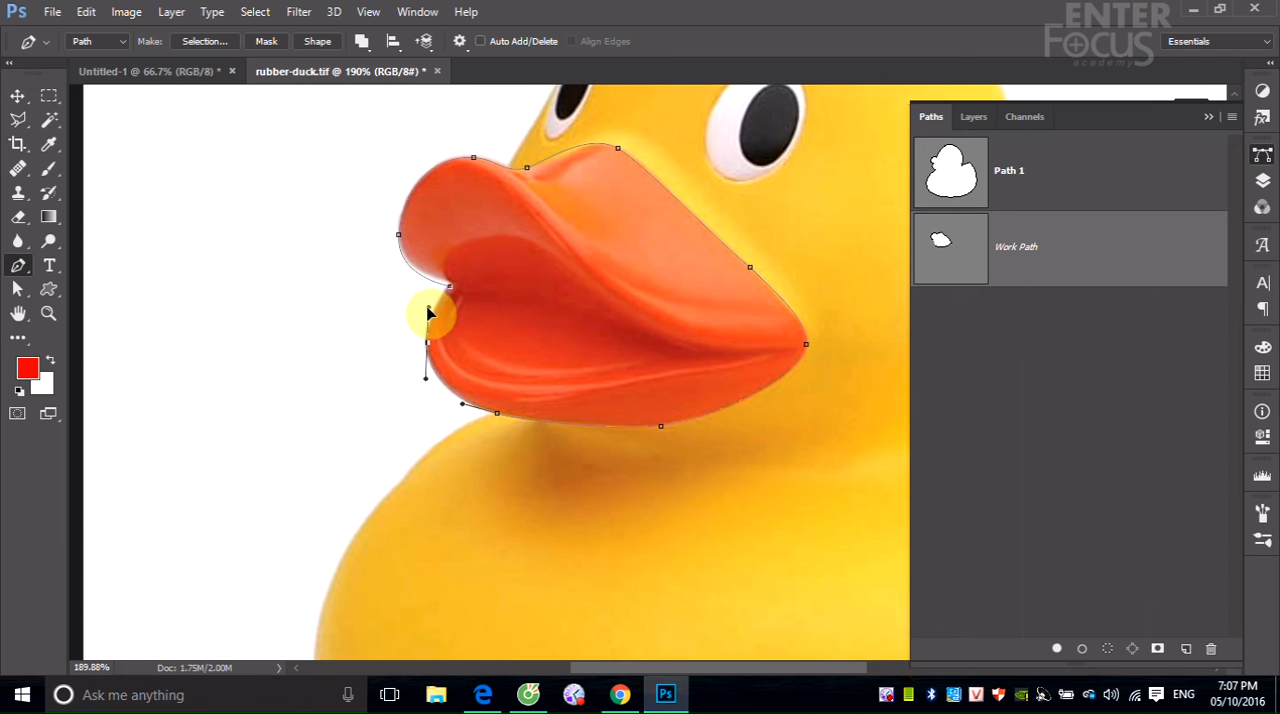 Ps File Edit Image Layer Type Select Filter 3D View Window Help
ENTER
FOCUS
academy
Path Make: Selection... Mask Shape Auto Add/Delete Align Edges Essentials
Untitled-1 @ 66.7% (RGB/8) * × rubber-duck.tif @ 190% (RGB/8#) * ×
Paths Layers Channels
Path 1
Work Path
189.88% Doc: 1.75M/2.00M
Ask me anything
Ps
ENG
7:07 PM
05/10/2016